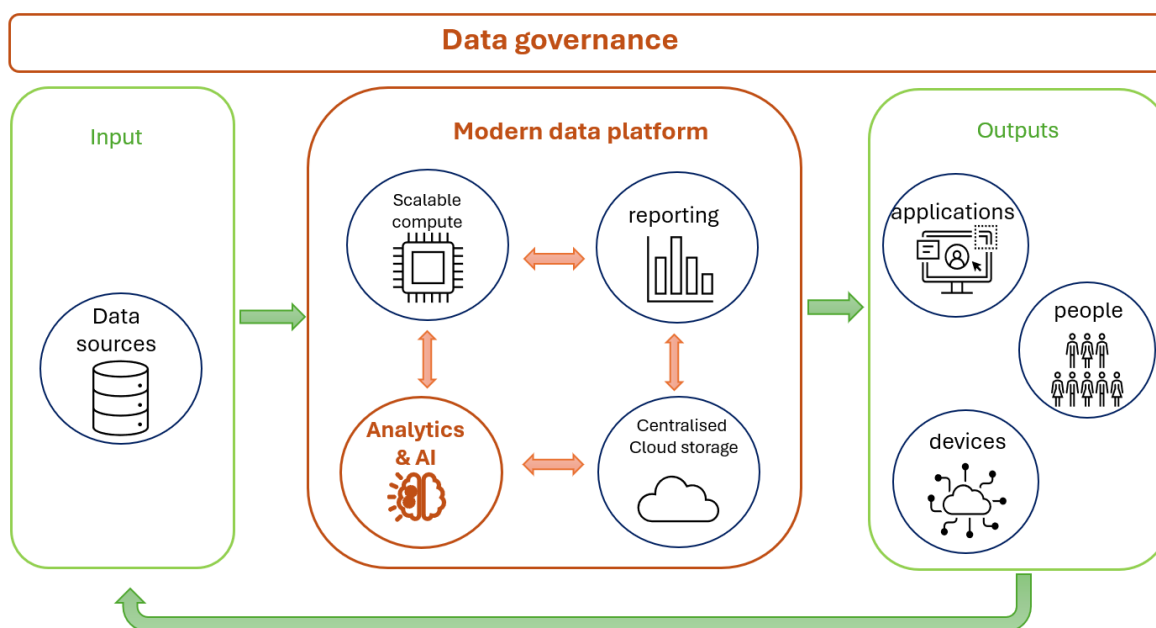 Data governance
Input
Data
sources
Modern data platform
Scalable
compute
reporting
Analytics
& AI
Centralised
Cloud storage
Outputs
applications
people
devices